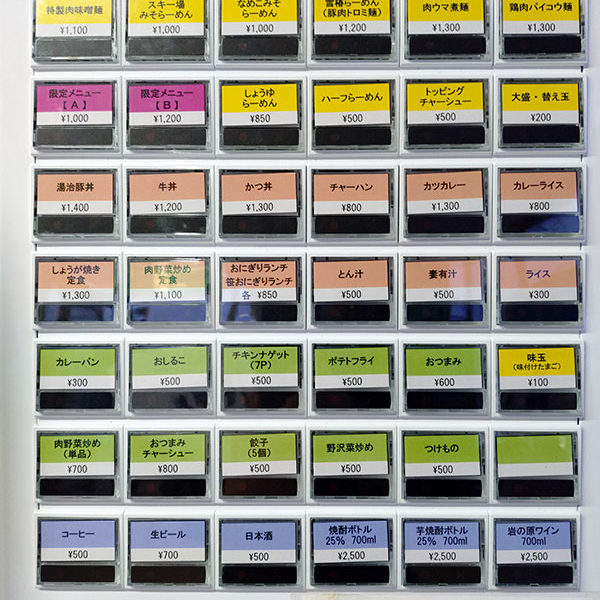 特製肉味噌麺
¥1,100
スキー場
みそらーめん
¥1,000
なめこみそ
らーめん
¥1,000
雷椿らーめん
(豚肉トロミ麺)
¥1,200
肉ウマ煮麺
¥1,300
鶏肉パイコウ麺
¥1,300
限定メニュー
【A】
¥1,000
限定メニュー
【B】
¥1,200
しょうゆ
らーめん
¥850
ハーフらーめん
¥500
トッピング
チャーシュー
¥500
大盛・替え玉
¥200
湯治豚丼
¥1,400
牛丼
¥1,200
かつ丼
¥1,300
チャーハン
¥800
カツカレー
¥1,300
カレーライス
¥800
しょうが焼き
定食
¥1,300
肉野菜炒め
定食
¥1,100
おにぎりランチ
笹おにぎりランチ
各 ¥850
とん汁
¥500
妻有汁
¥500
ライス
¥300
カレーパン
¥300
おしるこ
¥500
チキンナゲット
(7P)
¥500
ポテトフライ
¥500
おつまみ
¥600
味玉
(味付けたまご)
¥100
肉野菜炒め
(単品)
¥700
おつまみ
チャーシュー
¥800
餃子
(5個)
¥500
野沢菜炒め
¥500
つけもの
¥500
コーヒー
¥500
生ビール
¥700
日本酒
¥500
焼酎ボトル
25% 700ml
¥2,500
芋焼酎ボトル
25% 700ml
¥2,500
岩の原ワイン
700ml
¥2,500